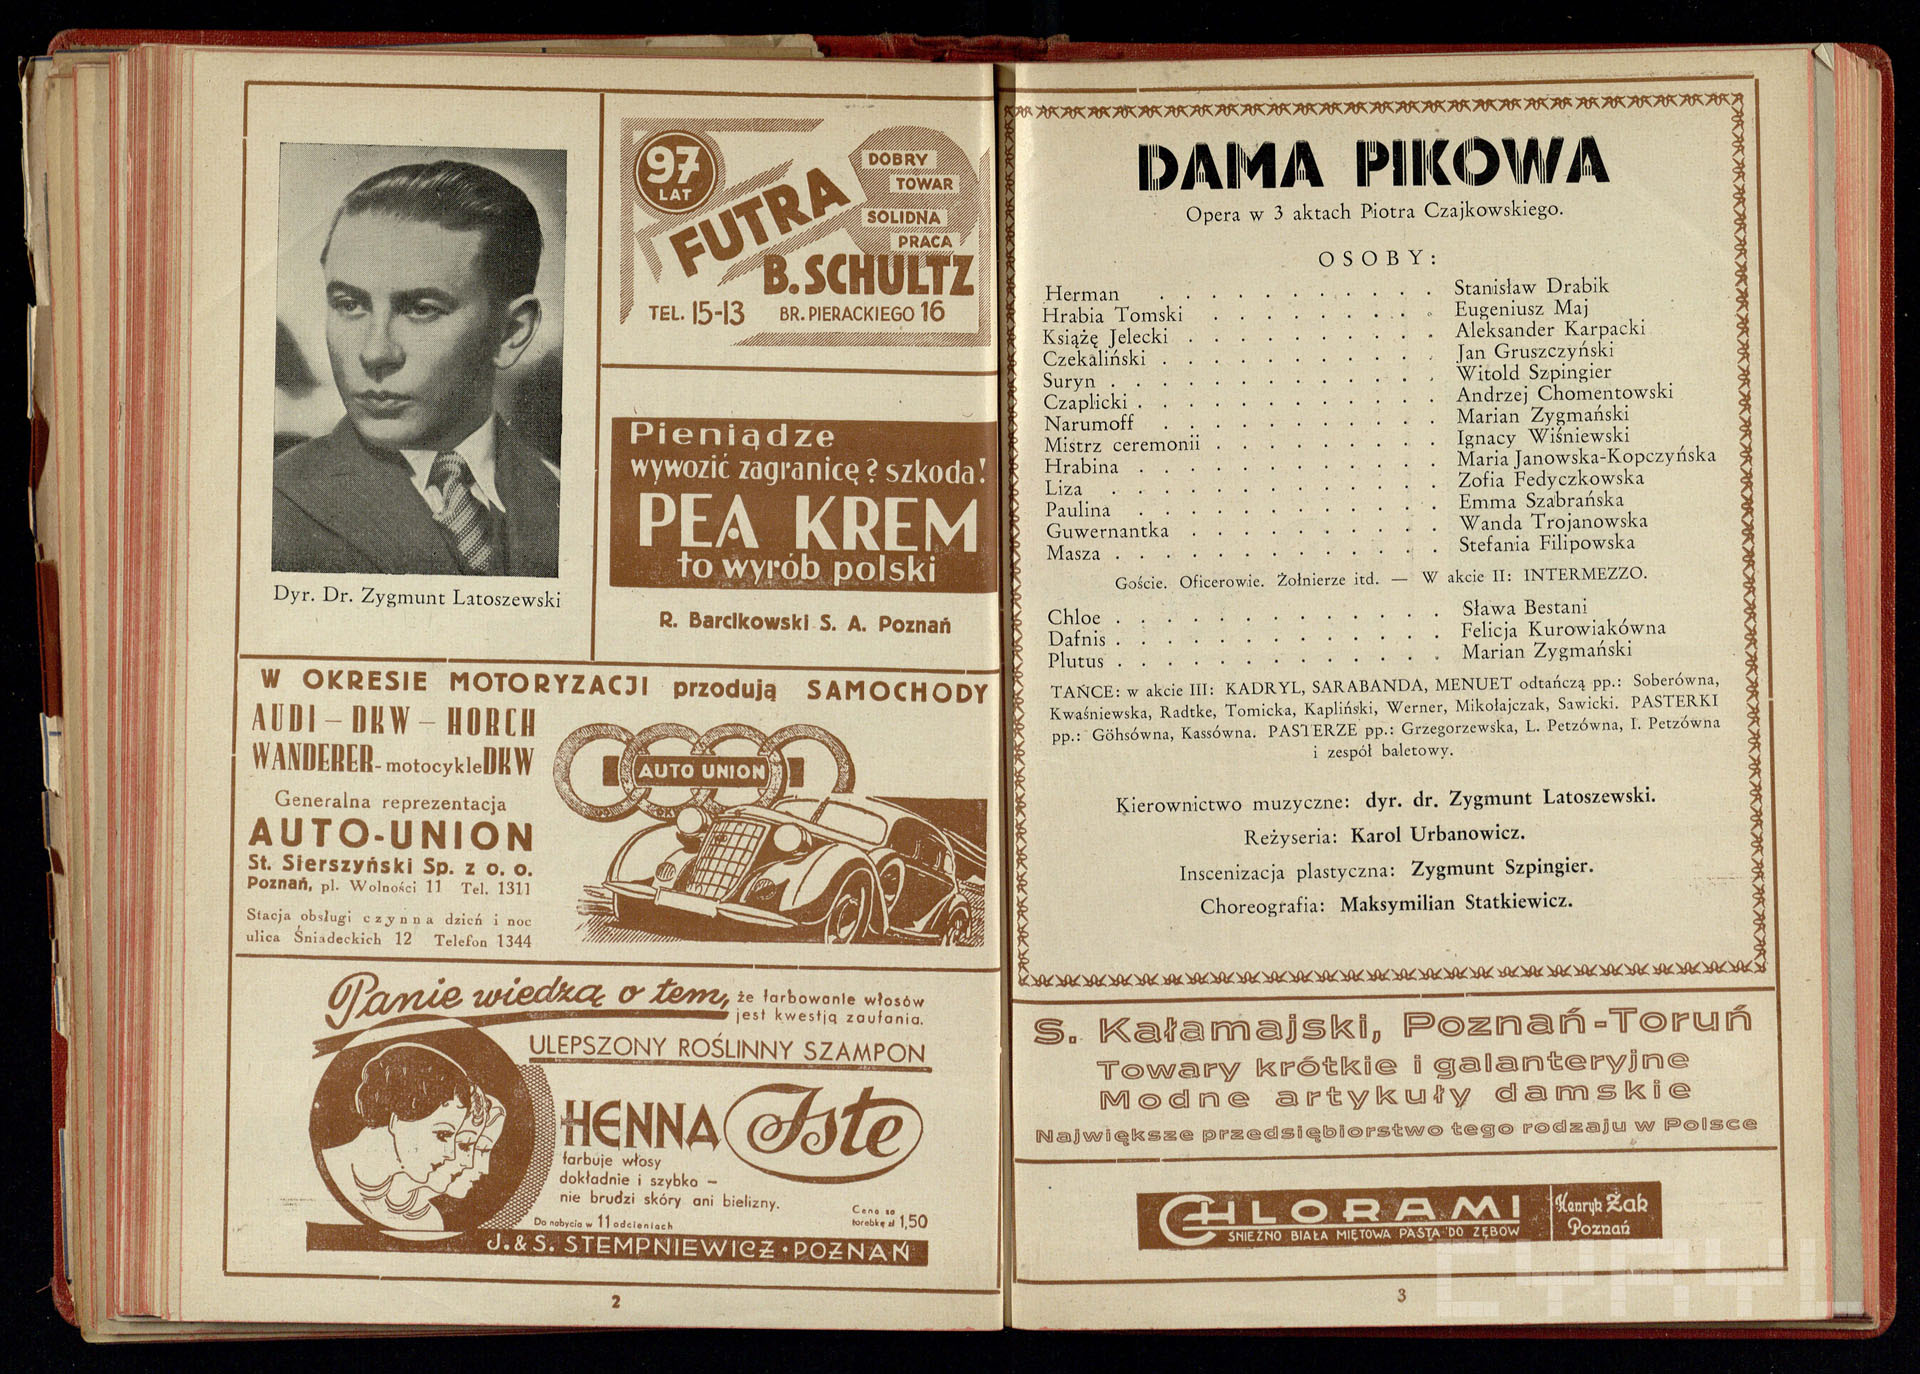 Dyr. Dr. Zygmunt Latoszewski
97
LAT
FUTRA
DOBRY
TOWAR
SOLIDNA
PRACA
B. SCHULTZ
TEL. 15-13 BR. PIERACKIEGO 16
Pieniądze
wywozić zagranicę? szkoda!
PEA KREM
to wyrób polski
R. Barcikowski S. A. Poznań
W OKRESIE MOTORYZACJI przodują SAMOCHODY
AUDI – DKW – HORCH
WANDERER - motocykle DKW
Generalna reprezentacja
AUTO-UNION
St. Sierszyński Sp. z o. o.
Poznań, pl. Wolności 11 Tel. 1311
Stacja obsługi czynna dzień i noc
ulica Śniadeckich 12 Telefon 1344
AUTO UNION
Panie wiedzą o tem, że farbowanie włosów
jest kwestją zaufania.
ULEPSZONY ROŚLINNY SZAMPON
HENNA Iste
farbuje włosy
dokładnie i szybko –
nie brudzi skóry ani bielizny.
Do nabycia w 11 odcieniach
Cena za
torebkę zł 1,50
J. & S. STEMPNIEWICZ · POZNAŃ
2
DAMA PIKOWA
Opera w 3 aktach Piotra Czajkowskiego.
OSOBY:
Herman . . . . . . . . . . . Stanisław Drabik
Hrabia Tomski . . . . . . . . . Eugeniusz Maj
Książę Jelecki . . . . . . . . . . Aleksander Karpacki
Czekaliński . . . . . . . . . . . Jan Gruszczyński
Suryn . . . . . . . . . . . . . Witold Szpingier
Czaplicki . . . . . . . . . . . . Andrzej Chomentowski
Narumoff . . . . . . . . . . . Marian Zygmański
Mistrz ceremonii . . . . . . . . . Ignacy Wiśniewski
Hrabina . . . . . . . . . . . . Maria Janowska-Kopczyńska
Liza . . . . . . . . . . . . . Zofia Fedyczkowska
Paulina . . . . . . . . . . . . Emma Szabrańska
Guwernantka . . . . . . . . . . Wanda Trojanowska
Masza . . . . . . . . . . . . . Stefania Filipowska
Goście. Oficerowie. Żołnierze itd. — W akcie II: INTERMEZZO.
Chloe . . . . . . . . . . . . . Sława Bestani
Dafnis . . . . . . . . . . . . . Felicja Kurowiakówna
Plutus . . . . . . . . . . . . . Marian Zygmański
TAŃCE: w akcie III: KADRYL, SARABANDA, MENUET odtańczą pp.: Soberówna,
Kwaśniewska, Radtke, Tomicka, Kapliński, Werner, Mikołajczak, Sawicki. PASTERKI
pp.: Göhsówna, Kassówna. PASTERZE pp.: Grzegorzewska, L. Petzówna, I. Petzówna
i zespół baletowy.
Kierownictwo muzyczne: dyr. dr. Zygmunt Latoszewski.
Reżyseria: Karol Urbanowicz.
Inscenizacja plastyczna: Zygmunt Szpingier.
Choreografia: Maksymilian Statkiewicz.
S. Kałamajski, Poznań-Toruń
Towary krótkie i galanteryjne
Modne artykuły damskie
Największe przedsiębiorstwo tego rodzaju w Polsce
CHLORAMI
ŚNIEŻNO BIAŁA MIĘTOWA PASTA DO ZĘBÓW
Henryk Żak
Poznań
3
CYRYL